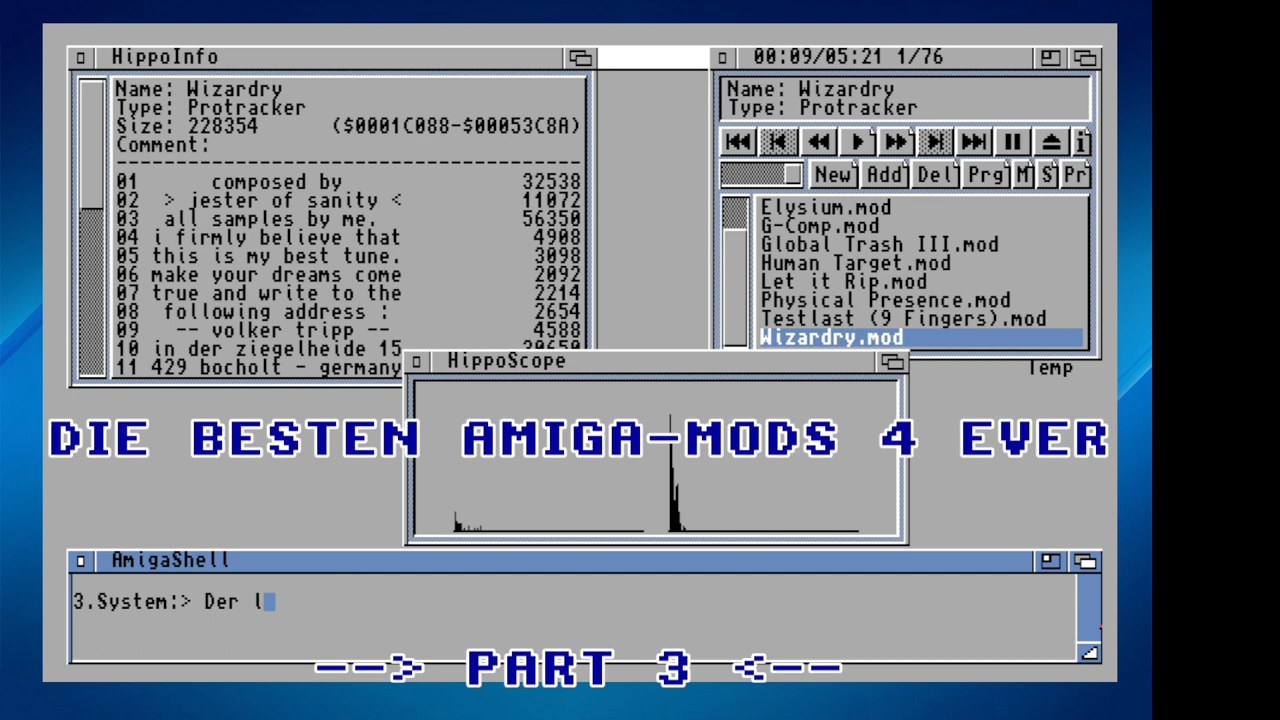 HippoInfo
Name: Wizardry
Type: Protracker
Size: 228354 ($0001C088-$00053C8A)
Comment:
--------------------------------------
01 composed by 32538
02 > jester of sanity < 11072
03 all samples by me. 56350
04 i firmly believe that 4908
05 this is my best tune. 3098
06 make your dreams come 2092
07 true and write to the 2214
08 following address : 2654
09 -- volker tripp -- 4588
10 in der ziegelheide 15
11 429 bocholt - germany
00:09/05:21 1/76
Name: Wizardry
Type: Protracker
i
New Add Del Prg M S Pr
Elysium.mod
G-Comp.mod
Global Trash III.mod
Human Target.mod
Let it Rip.mod
Physical Presence.mod
Testlast (9 Fingers).mod
Wizardry.mod
Temp
HippoScope
DIE BESTEN AMIGA-MODS 4 EVER
AmigaShell
3.System:> Der l
--> PART 3 <--